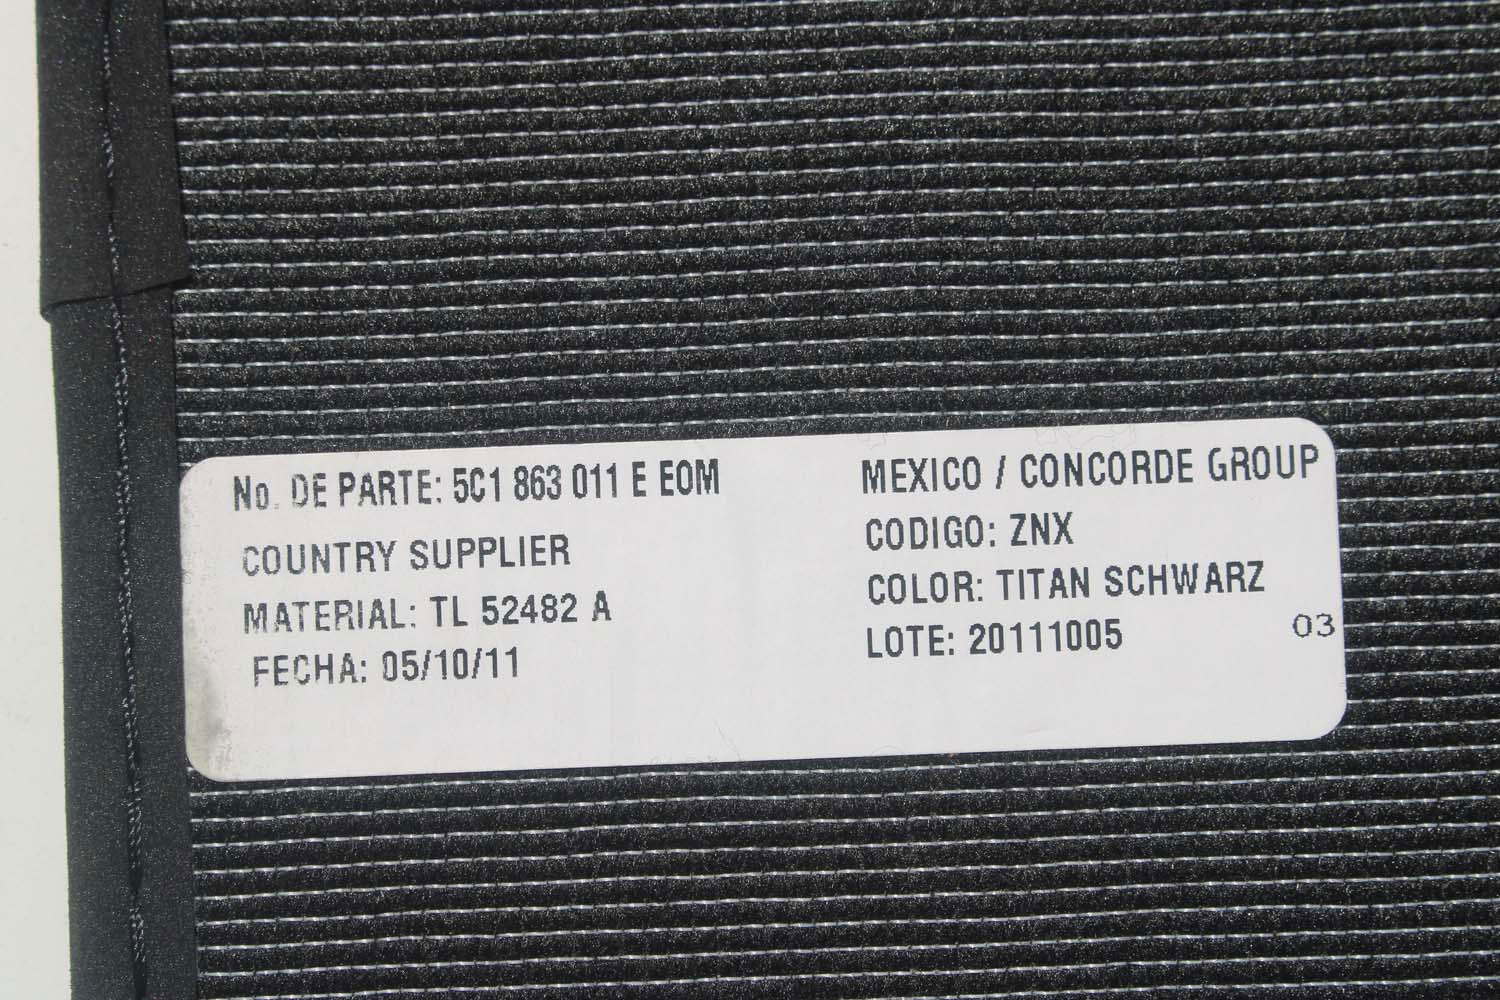 No. DE PARTE: 5C1 863 011 E EOM
COUNTRY SUPPLIER
MATERIAL: TL 52482 A
FECHA: 05/10/11
MEXICO / CONCORDE GROUP
CODIGO: ZNX
COLOR: TITAN SCHWARZ
LOTE: 20111005
03